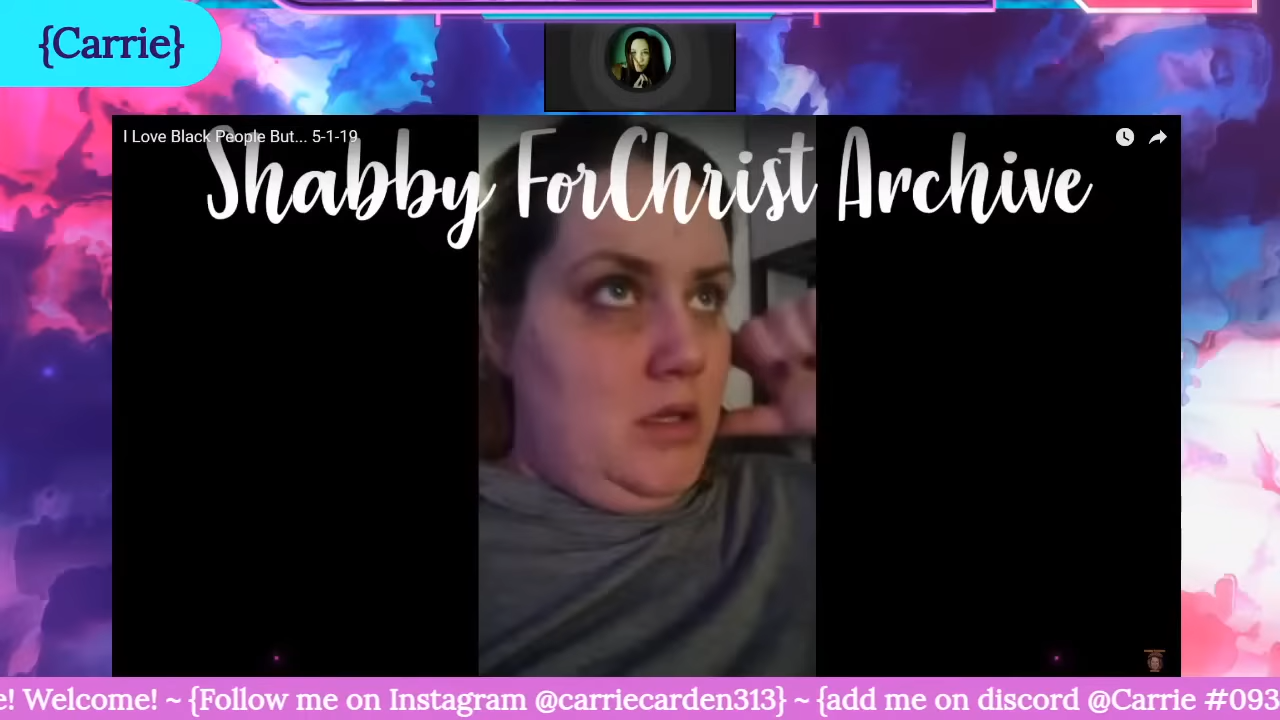 {Carrie}
I Love Black People But... 5-1-19
Shabby ForChrist Archive
e! Welcome! ~ {Follow me on Instagram @carriecarden313} ~ {add me on discord @Carrie #093